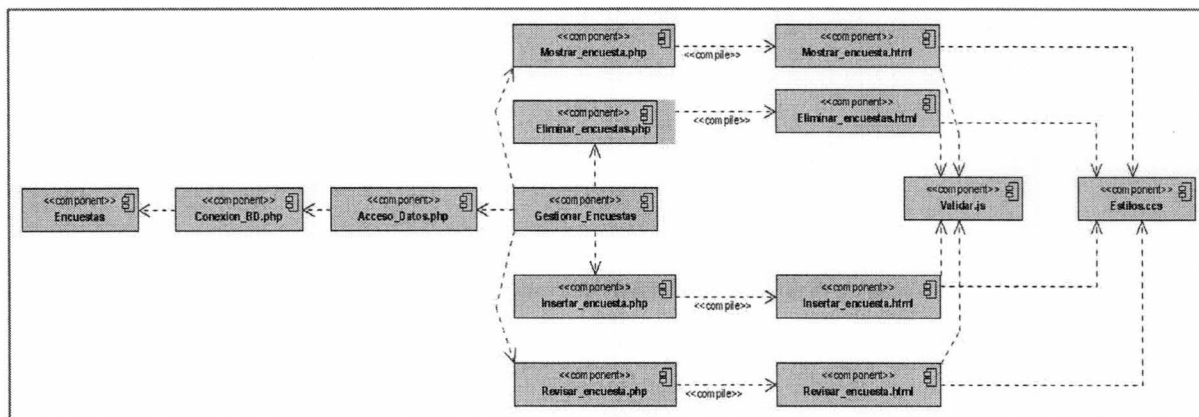 <<component>>
Mostrar_encuesta.php
<<compile>>
<<component>>
Mostrar_encuesta.html
<<component>>
Eliminar_encuestas.php
<<compile>>
<<component>>
Eliminar_encuestas.html
<<component>>
Encuestas
<<component>>
Conexion_BD.php
<<component>>
Acceso_Datos.php
<<component>>
Gestionar_Encuestas
<<component>>
Validar.js
<<component>>
Estilos.ccs
<<component>>
Insertar_encuesta.php
<<compile>>
<<component>>
Insertar_encuesta.html
<<component>>
Revisar_encuesta.php
<<compile>>
<<component>>
Revisar_encuesta.html